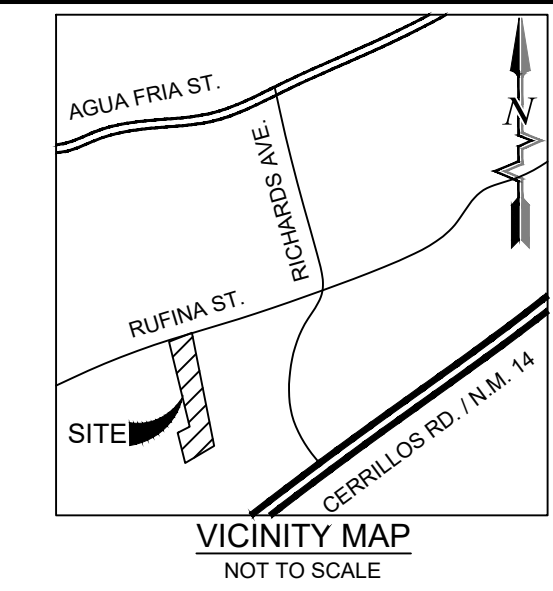 AGUA FRIA ST.
N
RICHARDS AVE.
RUFINA ST.
SITE
CERRILLOS RD. / N.M. 14
VICINITY MAP
NOT TO SCALE